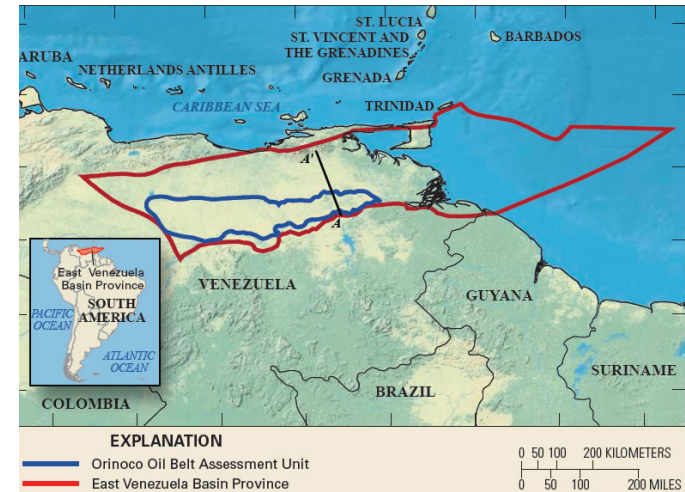 ST. LUCIA
ST. VINCENT AND
THE GRENADINES
BARBADOS
ARUBA
NETHERLANDS ANTILLES
GRENADA
CARIBBEAN SEA
TRINIDAD
A'
A
East Venezuela
Basin Province
SOUTH
AMERICA
PACIFIC
OCEAN
ATLANTIC
OCEAN
VENEZUELA
GUYANA
SURINAME
BRAZIL
COLOMBIA
EXPLANATION
Orinoco Oil Belt Assessment Unit
East Venezuela Basin Province
0 50 100 200 KILOMETERS
0 50 100 200 MILES